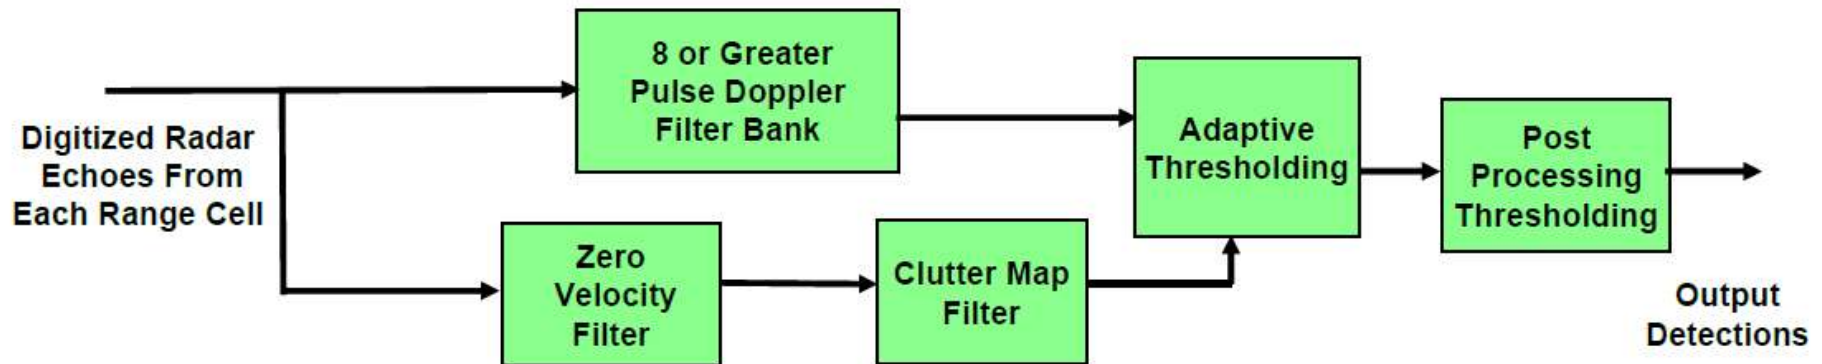 Digitized Radar
Echoes From
Each Range Cell
8 or Greater
Pulse Doppler
Filter Bank
Zero
Velocity
Filter
Clutter Map
Filter
Adaptive
Thresholding
Post
Processing
Thresholding
Output
Detections